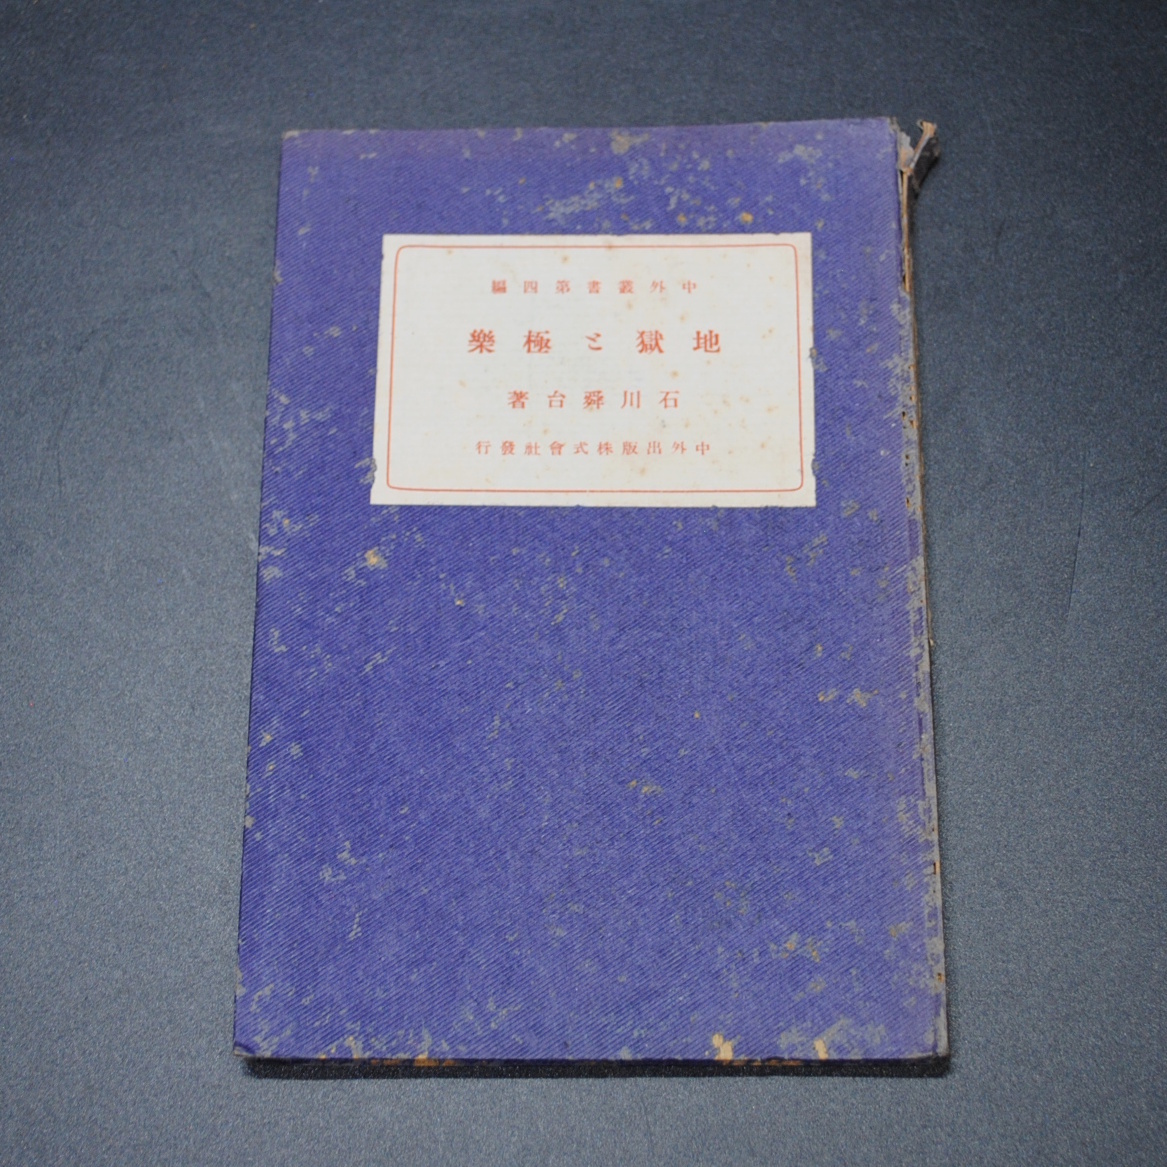 中外叢書第四編
地獄と極樂
石川舜台著
中外出版株式會社發行